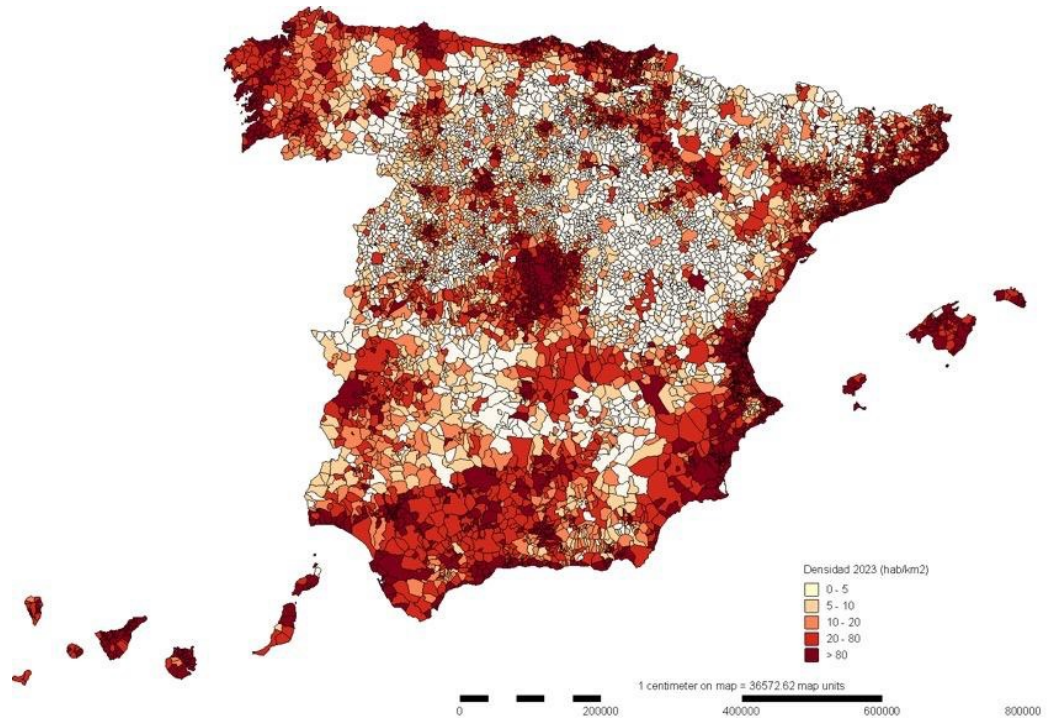 Densidad 2023 (hab/km2)
0 - 5
5 - 10
10 - 20
20 - 80
> 80
1 centimeter on map = 36572.62 map units
0 200000 400000 600000 800000